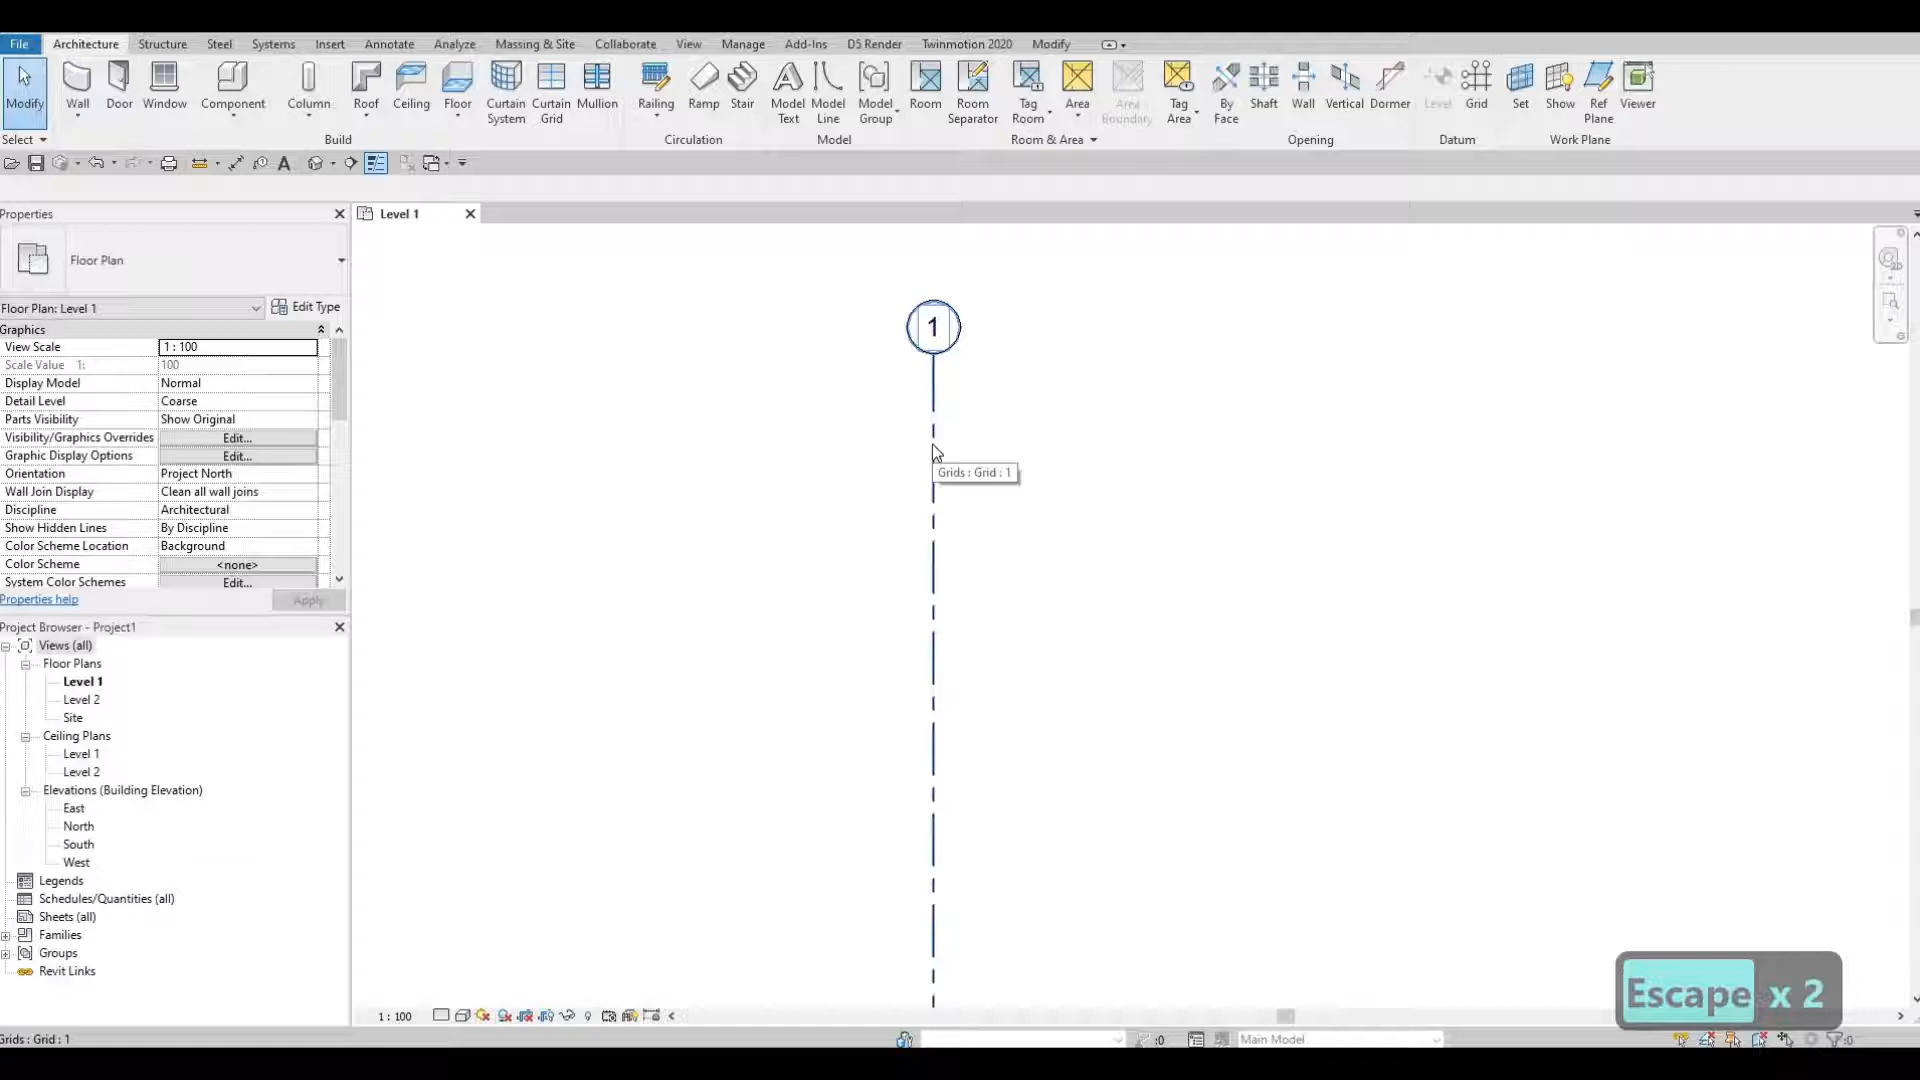 File Architecture Structure Steel Systems Insert Annotate Analyze Massing & Site Collaborate View Manage Add-Ins D5 Render Twinmotion 2020 Modify
Modify Wall Door Window Component Column Roof Ceiling Floor Curtain System Curtain Grid Mullion Railing Ramp Stair Model Text Model Line Model Group Room Room Separator Tag Room Area Area Boundary Tag Area By Face Shaft Wall Vertical Dormer Level Grid Set Show Ref Plane Viewer
Select Build Circulation Model Room & Area Opening Datum Work Plane
Properties
Level 1
Floor Plan
Floor Plan: Level 1 Edit Type
Graphics
View Scale 1 : 100
Scale Value 1: 100
Display Model Normal
Detail Level Coarse
Parts Visibility Show Original
Visibility/Graphics Overrides Edit...
Graphic Display Options Edit...
Orientation Project North
Wall Join Display Clean all wall joins
Discipline Architectural
Show Hidden Lines By Discipline
Color Scheme Location Background
Color Scheme <none>
System Color Schemes Edit...
Properties help Apply
1
Grids : Grid : 1
Project Browser - Project1
Views (all)
Floor Plans
Level 1
Level 2
Site
Ceiling Plans
Level 1
Level 2
Elevations (Building Elevation)
East
North
South
West
Legends
Schedules/Quantities (all)
Sheets (all)
Families
Groups
Revit Links
Escape x 2
1 : 100
Grids : Grid : 1
:0
Main Model
:0